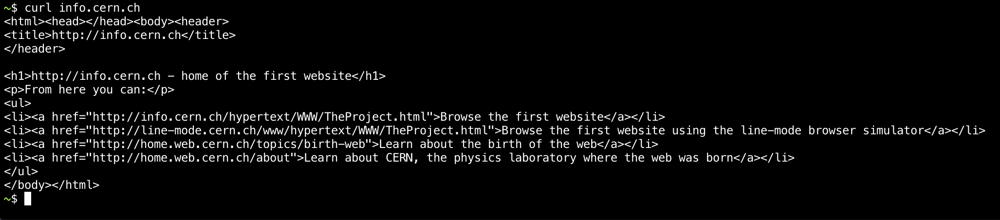 ~$ curl info.cern.ch
<html><head></head><body><header>
<title>http://info.cern.ch</title>
</header>

<h1>http://info.cern.ch - home of the first website</h1>
<p>From here you can:</p>
<ul>
<li><a href="http://info.cern.ch/hypertext/WWW/TheProject.html">Browse the first website</a></li>
<li><a href="http://line-mode.cern.ch/www/hypertext/WWW/TheProject.html">Browse the first website using the line-mode browser simulator</a></li>
<li><a href="http://home.web.cern.ch/topics/birth-web">Learn about the birth of the web</a></li>
<li><a href="http://home.web.cern.ch/about">Learn about CERN, the physics laboratory where the web was born</a></li>
</ul>
</body></html>
~$